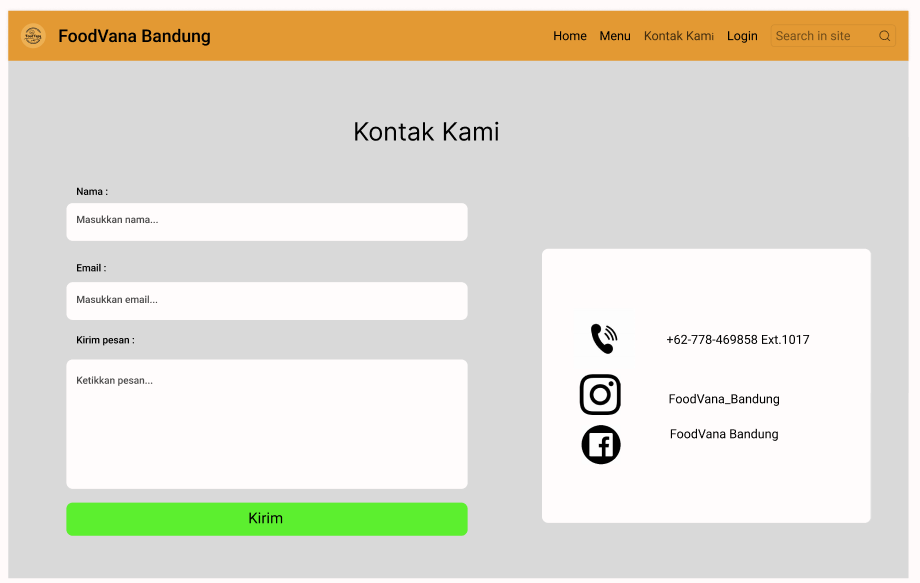 FoodVana Bandung
Home Menu Kontak Kami Login Search in site
Kontak Kami
Nama :
Masukkan nama...
Email :
Masukkan email...
Kirim pesan :
Ketikkan pesan...
Kirim
+62-778-469858 Ext.1017
FoodVana_Bandung
FoodVana Bandung